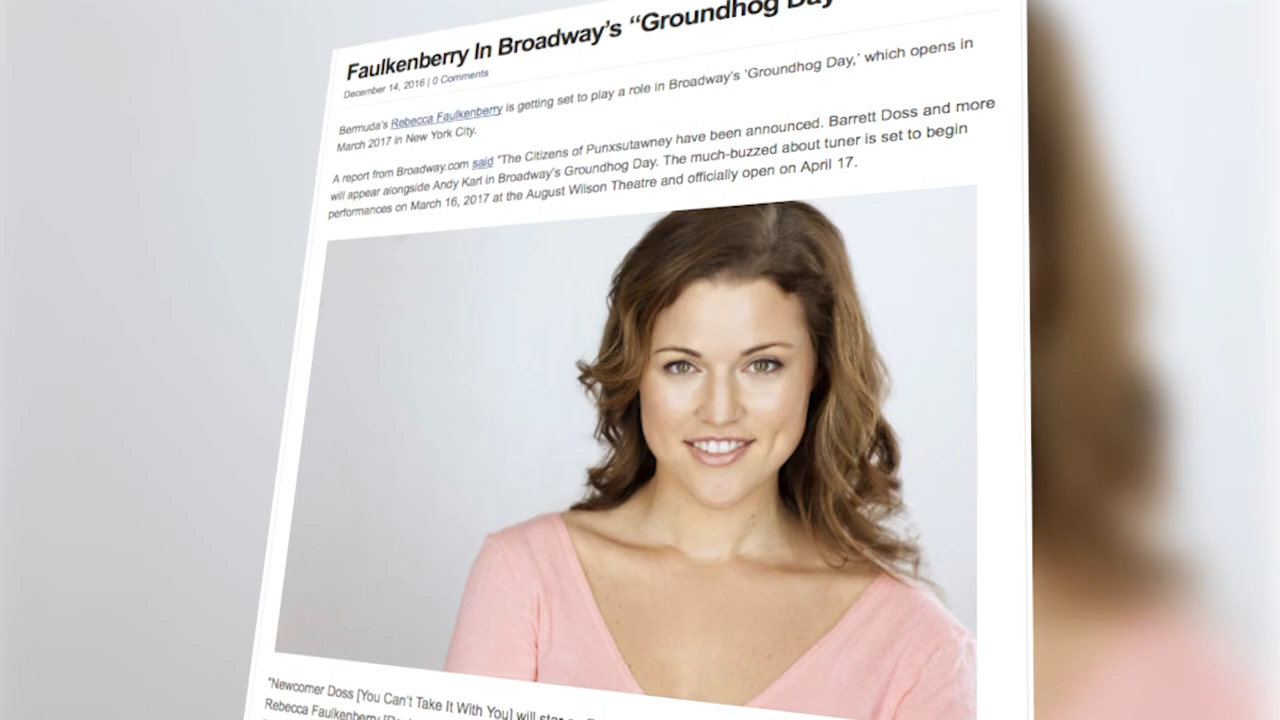 Faulkenberry In Broadway's “Groundhog Day
December 14, 2016 | 0 Comments
Bermuda's Rebecca Faulkenberry is getting set to play a role in Broadway's ‘Groundhog Day,’ which opens in
March 2017 in New York City.
A report from Broadway.com said “The Citizens of Punxsutawney have been announced. Barrett Doss and more
will appear alongside Andy Karl in Broadway's Groundhog Day. The much-buzzed about tuner is set to begin
performances on March 16, 2017 at the August Wilson Theatre and officially open on April 17.
“Newcomer Doss [You Can't Take It With You] will star
Rebecca Faulkenberry